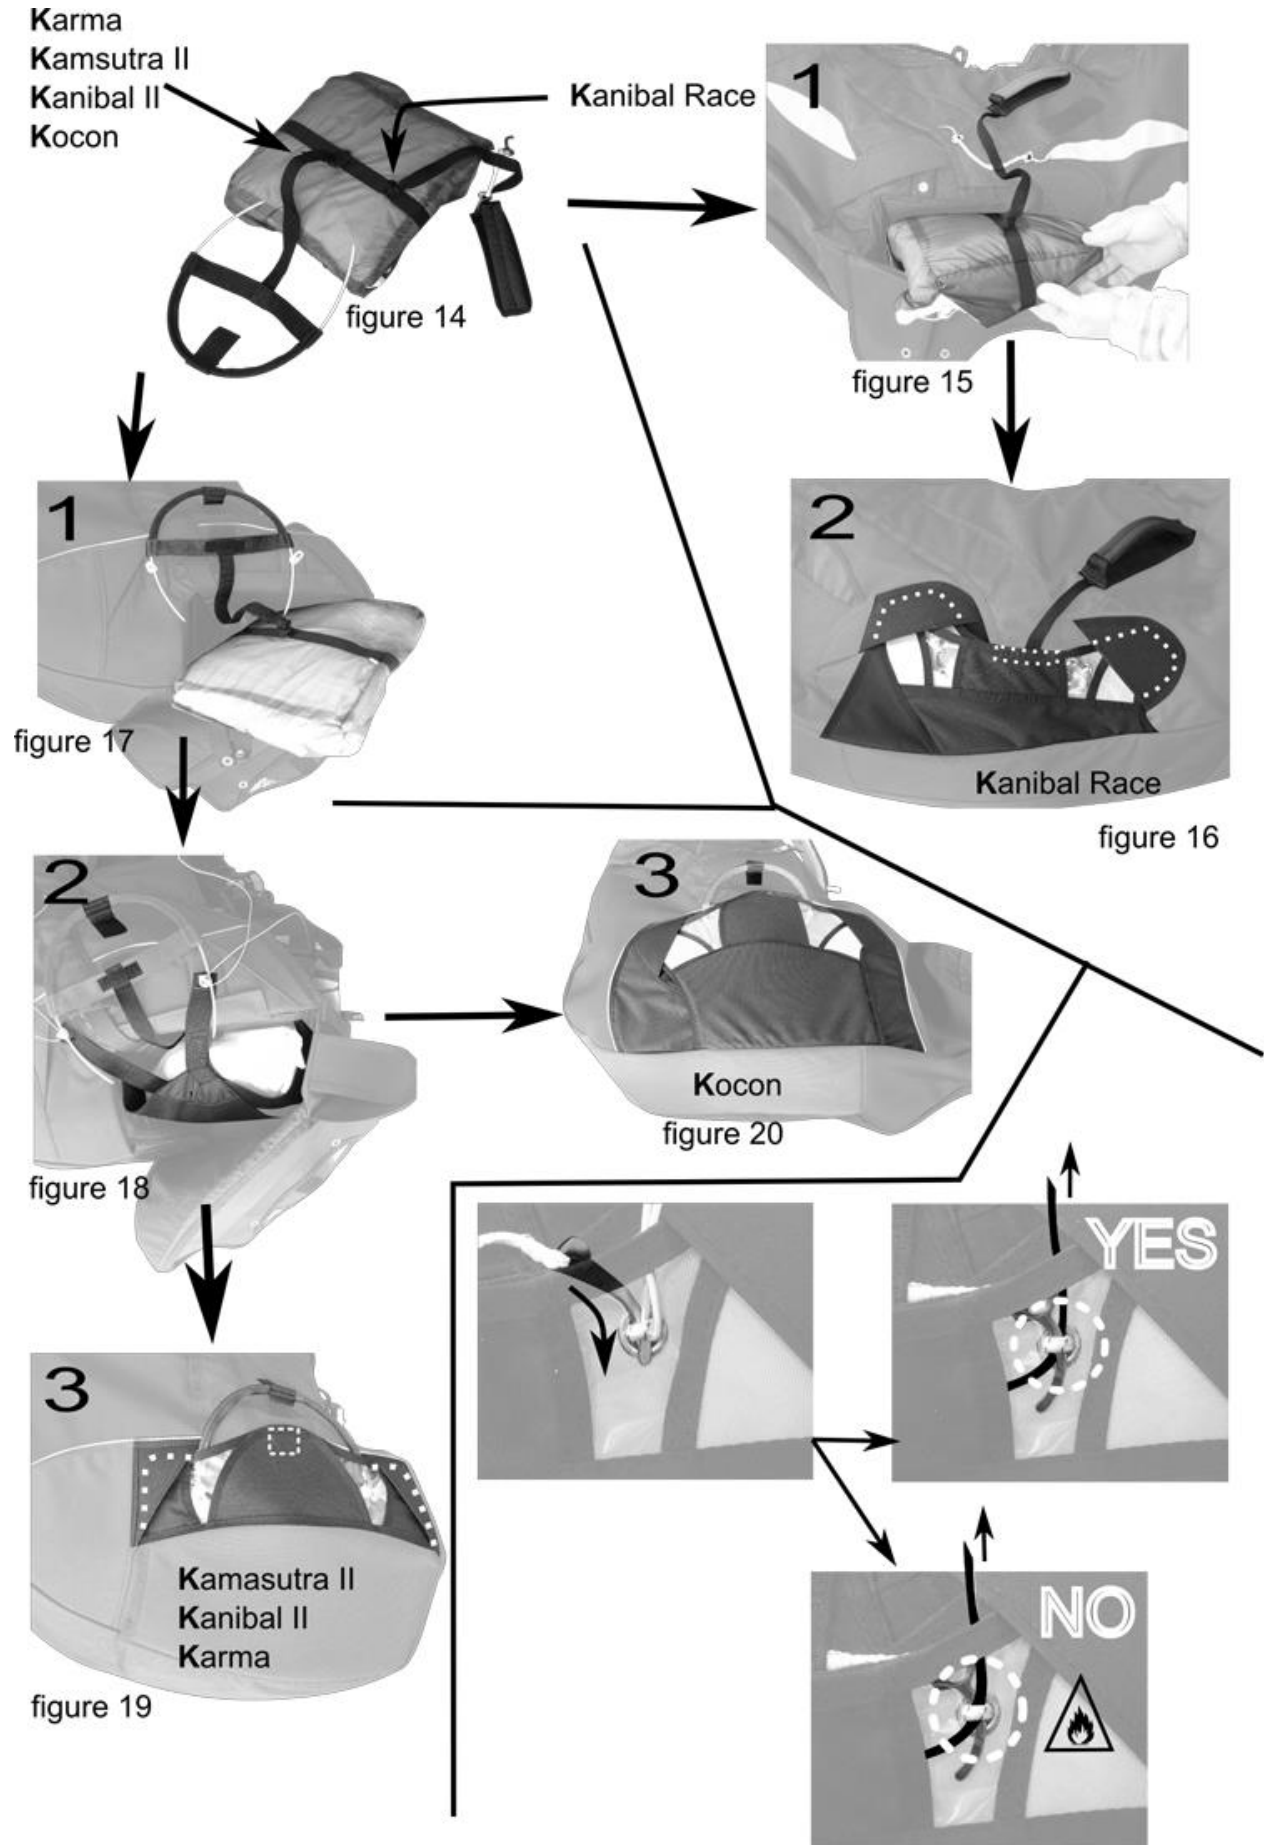 Karma
Kamsutra II
Kanibal II
Kocon
Kanibal Race
1
figure 14
figure 15
1
2
figure 17
Kanibal Race
figure 16
2
3
Kocon
figure 18
figure 20
YES
3
Kamasutra II
Kanibal II
Karma
NO
figure 19